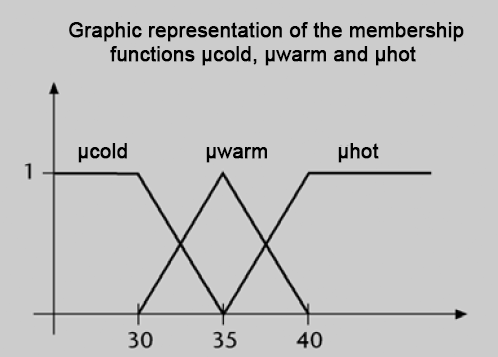 Graphic representation of the membership
functions µcold, µwarm and µhot
µcold µwarm µhot
1
30 35 40